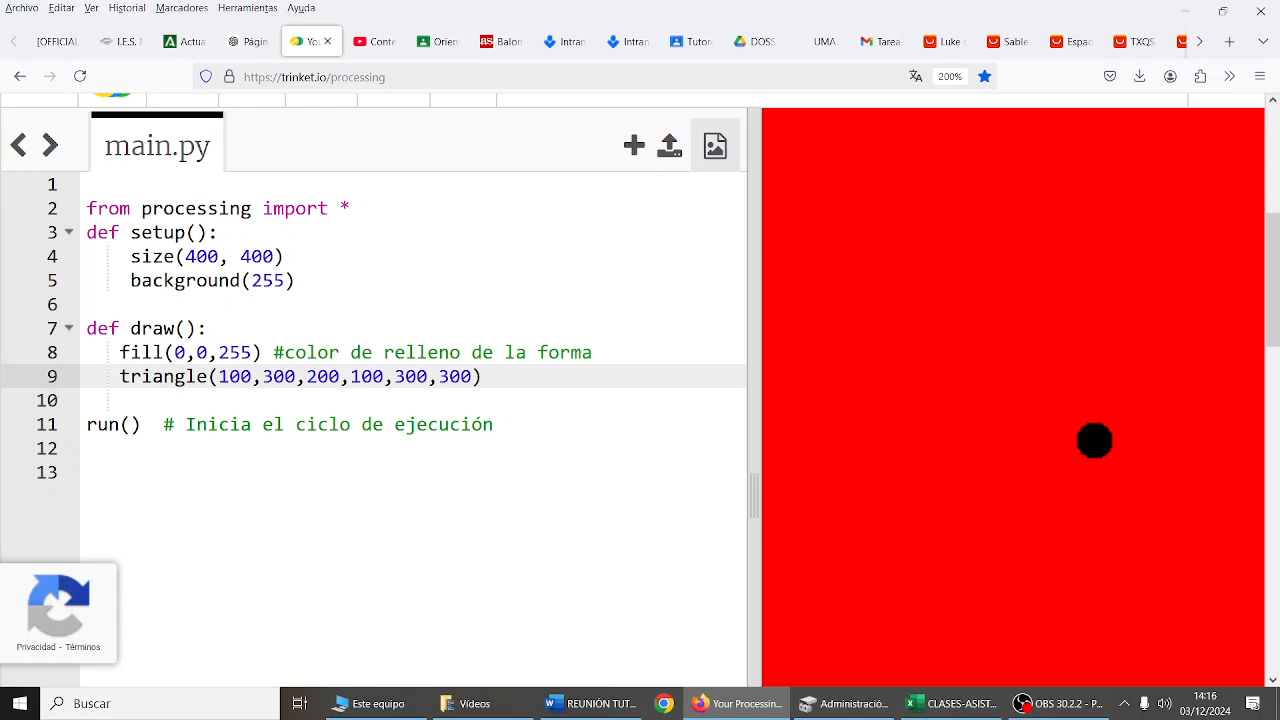 Archivo Editar Ver Historial Marcadores Herramientas Ayuda
(OFFICIAL I.E.S. I Actua Págin You Conte Orien Balon Intran Intran Tutor DOSS UMA Tarea Luke Sable Espac TXQS
https://trinket.io/processing 200%
main.py
1
2 from processing import *
3 def setup():
4 size(400, 400)
5 background(255)
6
7 def draw():
8 fill(0,0,255) #color de relleno de la forma
9 triangle(100,300,200,100,300,300)
10
11 run() # Inicia el ciclo de ejecución
12
13
Privacidad - Términos
Buscar Este equipo Vídeos REUNIÓN TUT... Your Processin... Administració... CLASES-ASIST... OBS 30.2.2 - P... 14:16
03/12/2024